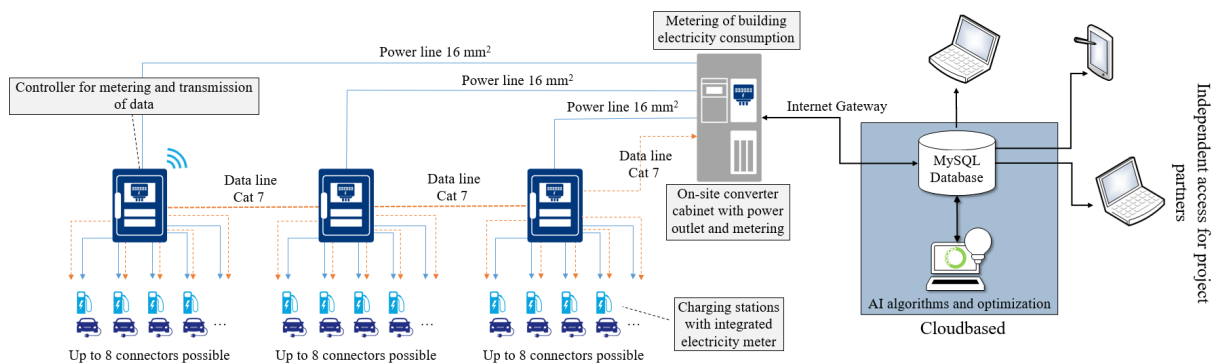 Metering of building
electricity consumption
Power line 16 mm²
Controller for metering and transmission
of data
Power line 16 mm²
Power line 16 mm²
Internet Gateway
Data line
Cat 7
Data line
Cat 7
Data line
Cat 7
On-site converter
cabinet with power
outlet and metering
MySQL
Database
AI algorithms and optimization
Cloudbased
Independent access for project
partners
...
...
...
Charging stations
with integrated
electricity meter
Up to 8 connectors possible
Up to 8 connectors possible
Up to 8 connectors possible